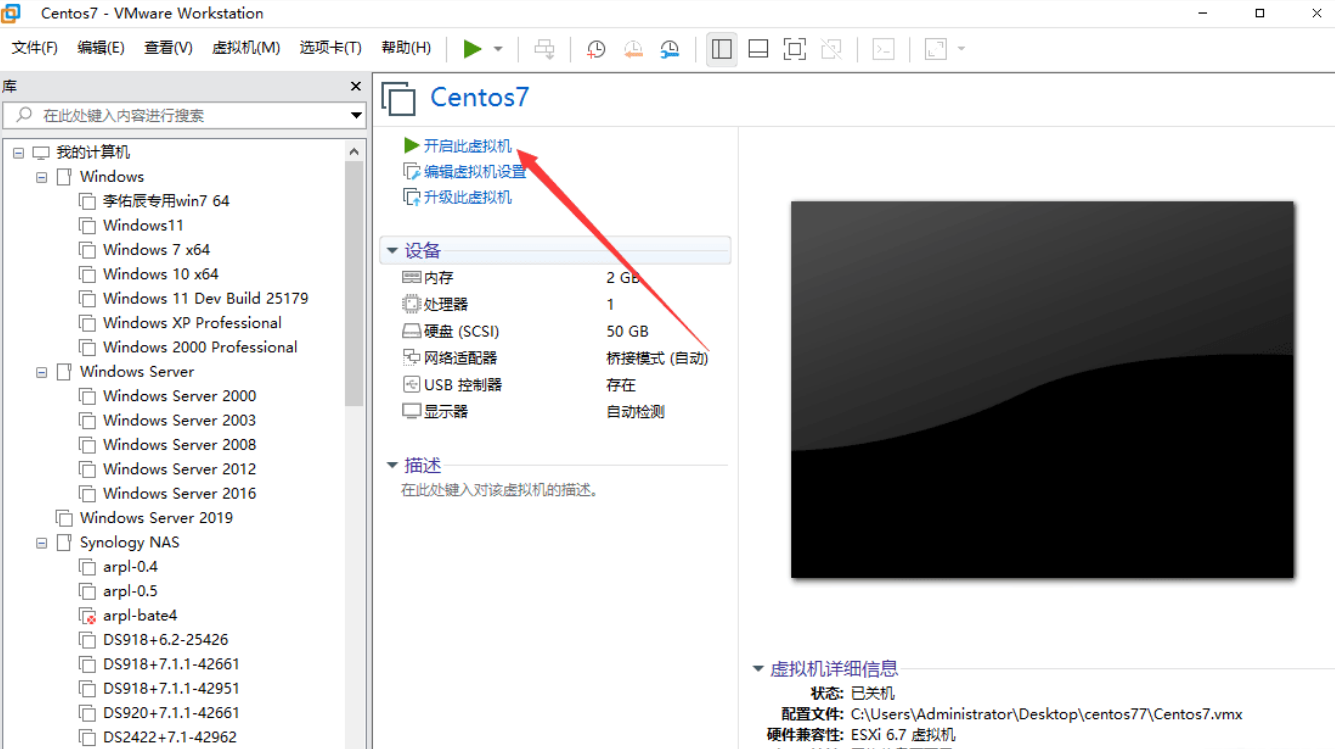 Centos7 - VMware Workstation
文件(F) 编辑(E) 查看(V) 虚拟机(M) 选项卡(T) 帮助(H)
库
在此处键入内容进行搜索
我的计算机
Windows
李佑辰专用win7 64
Windows11
Windows 7 x64
Windows 10 x64
Windows 11 Dev Build 25179
Windows XP Professional
Windows 2000 Professional
Windows Server
Windows Server 2000
Windows Server 2003
Windows Server 2008
Windows Server 2012
Windows Server 2016
Windows Server 2019
Synology NAS
arpl-0.4
arpl-0.5
arpl-bate4
DS918+6.2-25426
DS918+7.1.1-42661
DS918+7.1.1-42951
DS920+7.1.1-42661
DS2422+7.1-42962
Centos7
开启此虚拟机
编辑虚拟机设置
升级此虚拟机
设备
内存 2 GB
处理器 1
硬盘 (SCSI) 50 GB
网络适配器 桥接模式 (自动)
USB 控制器 存在
显示器 自动检测
描述
在此处键入对该虚拟机的描述。
虚拟机详细信息
状态: 已关机
配置文件: C:\Users\Administrator\Desktop\centos77\Centos7.vmx
硬件兼容性: ESXi 6.7 虚拟机